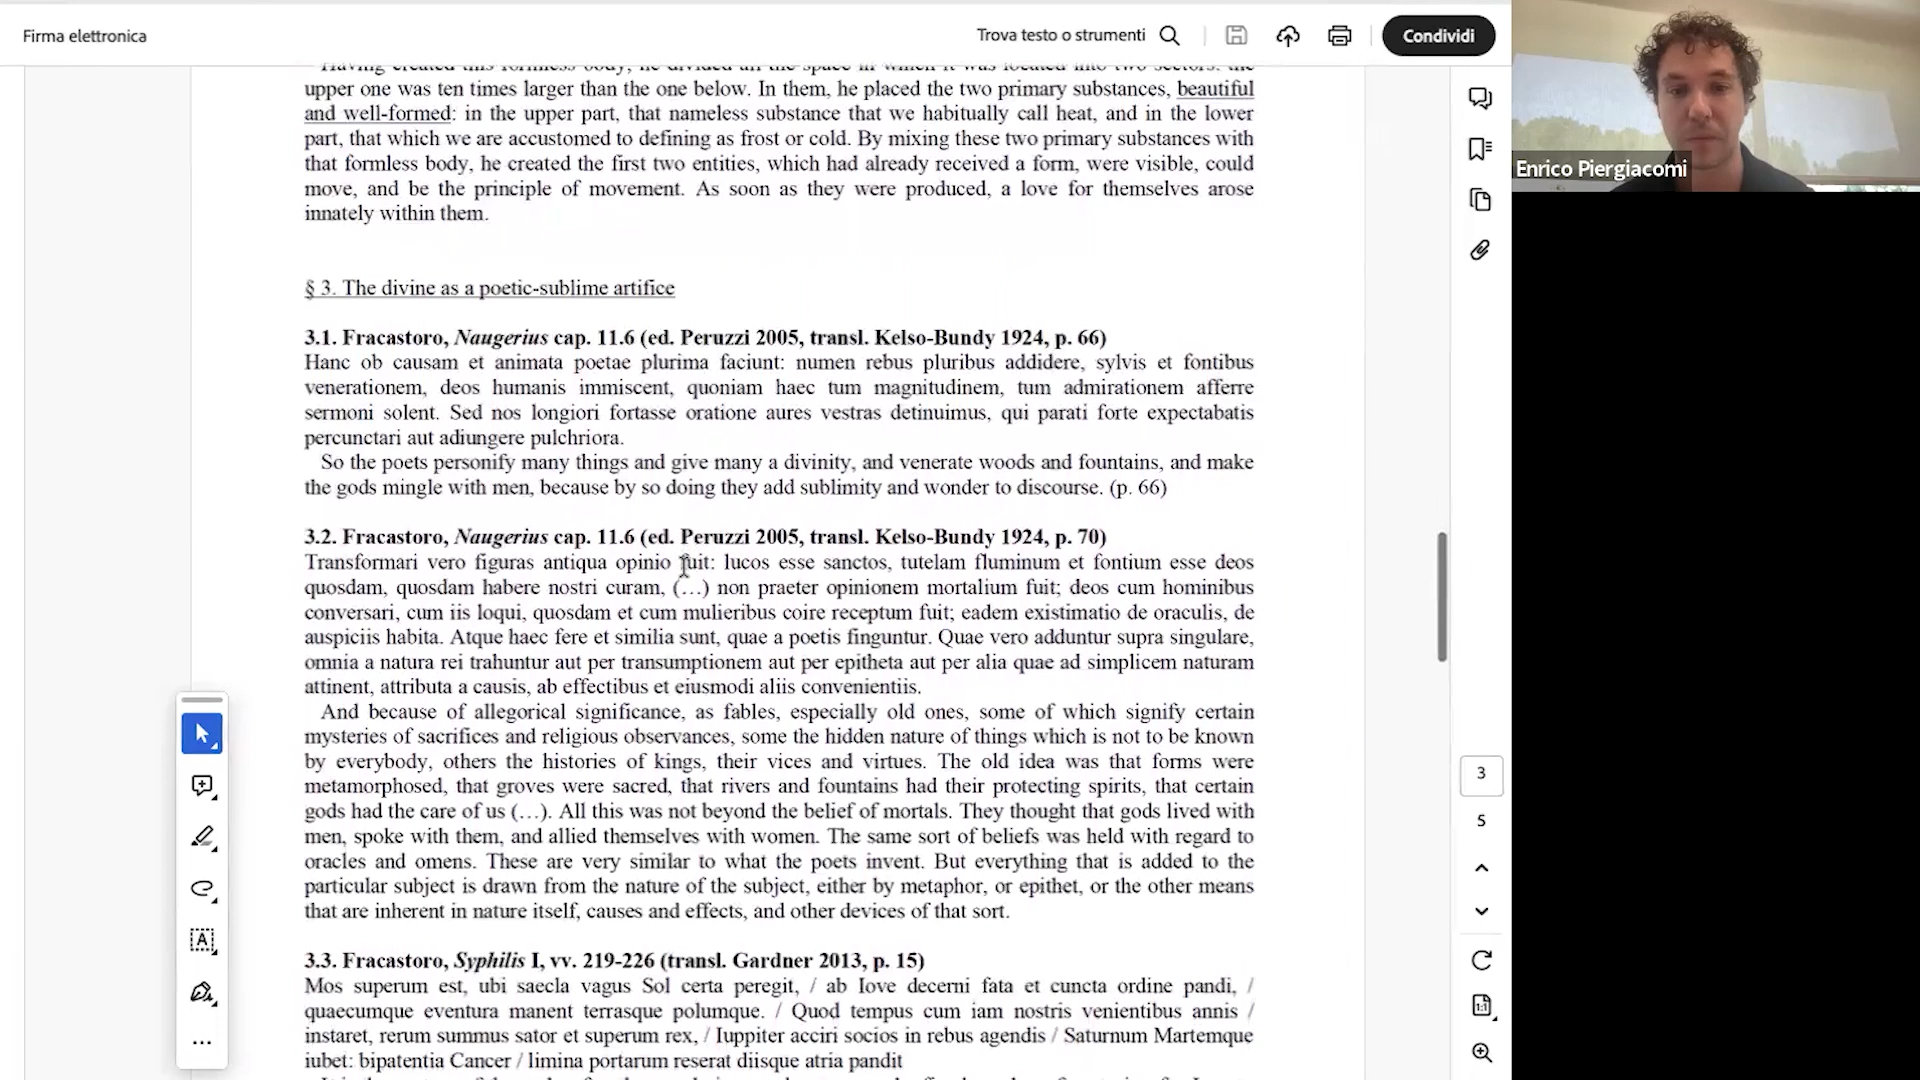 Firma elettronica
Trova testo o strumenti
Condividi
Having created this formless body, he divided all the space in which it was located into two sectors: the
upper one was ten times larger than the one below. In them, he placed the two primary substances, beautiful
and well-formed: in the upper part, that nameless substance that we habitually call heat, and in the lower
part, that which we are accustomed to defining as frost or cold. By mixing these two primary substances with
that formless body, he created the first two entities, which had already received a form, were visible, could
move, and be the principle of movement. As soon as they were produced, a love for themselves arose
innately within them.
§ 3. The divine as a poetic-sublime artifice
3.1. Fracastoro, Naugerius cap. 11.6 (ed. Peruzzi 2005, transl. Kelso-Bundy 1924, p. 66)
Hanc ob causam et animata poetae plurima faciunt: numen rebus pluribus addidere, sylvis et fontibus
venerationem, deos humanis immiscent, quoniam haec tum magnitudinem, tum admirationem afferre
sermoni solent. Sed nos longiori fortasse oratione aures vestras detinuimus, qui parati forte expectabatis
percunctari aut adiungere pulchriora.
So the poets personify many things and give many a divinity, and venerate woods and fountains, and make
the gods mingle with men, because by so doing they add sublimity and wonder to discourse. (p. 66)
3.2. Fracastoro, Naugerius cap. 11.6 (ed. Peruzzi 2005, transl. Kelso-Bundy 1924, p. 70)
Transformari vero figuras antiqua opinio fuit: lucos esse sanctos, tutelam fluminum et fontium esse deos
quosdam, quosdam habere nostri curam, (…) non praeter opinionem mortalium fuit; deos cum hominibus
conversari, cum iis loqui, quosdam et cum mulieribus coire receptum fuit; eadem existimatio de oraculis, de
auspiciis habita. Atque haec fere et similia sunt, quae a poetis finguntur. Quae vero adduntur supra singulare,
omnia a natura rei trahuntur aut per transumptionem aut per epitheta aut per alia quae ad simplicem naturam
attinent, attributa a causis, ab effectibus et eiusmodi aliis convenientiis.
And because of allegorical significance, as fables, especially old ones, some of which signify certain
mysteries of sacrifices and religious observances, some the hidden nature of things which is not to be known
by everybody, others the histories of kings, their vices and virtues. The old idea was that forms were
metamorphosed, that groves were sacred, that rivers and fountains had their protecting spirits, that certain
gods had the care of us (…). All this was not beyond the belief of mortals. They thought that gods lived with
men, spoke with them, and allied themselves with women. The same sort of beliefs was held with regard to
oracles and omens. These are very similar to what the poets invent. But everything that is added to the
particular subject is drawn from the nature of the subject, either by metaphor, or epithet, or the other means
that are inherent in nature itself, causes and effects, and other devices of that sort.
3.3. Fracastoro, Syphilis I, vv. 219-226 (transl. Gardner 2013, p. 15)
Mos superum est, ubi saecla vagus Sol certa peregit, / ab Iove decerni fata et cuncta ordine pandi, /
quaecumque eventura manent terrasque polumque. / Quod tempus cum iam nostris venientibus annis /
instaret, rerum summus sator et superum rex, / Iuppiter acciri socios in rebus agendis / Saturnum Martemque
iubet: bipatentia Cancer / limina portarum reserat diisque atria pandit
3
5
Enrico Piergiacomi